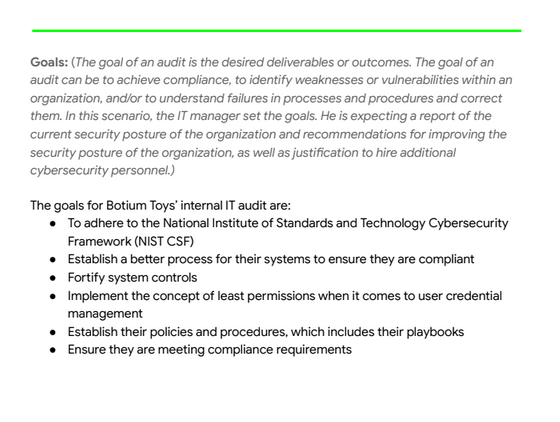 Goals: (The goal of an audit is the desired deliverables or outcomes. The goal of an
audit can be to achieve compliance, to identify weaknesses or vulnerabilities within an
organization, and/or to understand failures in processes and procedures and correct
them. In this scenario, the IT manager set the goals. He is expecting a report of the
current security posture of the organization and recommendations for improving the
security posture of the organization, as well as justification to hire additional
cybersecurity personnel.)
The goals for Botium Toys’ internal IT audit are:
● To adhere to the National Institute of Standards and Technology Cybersecurity
Framework (NIST CSF)
● Establish a better process for their systems to ensure they are compliant
● Fortify system controls
● Implement the concept of least permissions when it comes to user credential
management
● Establish their policies and procedures, which includes their playbooks
● Ensure they are meeting compliance requirements